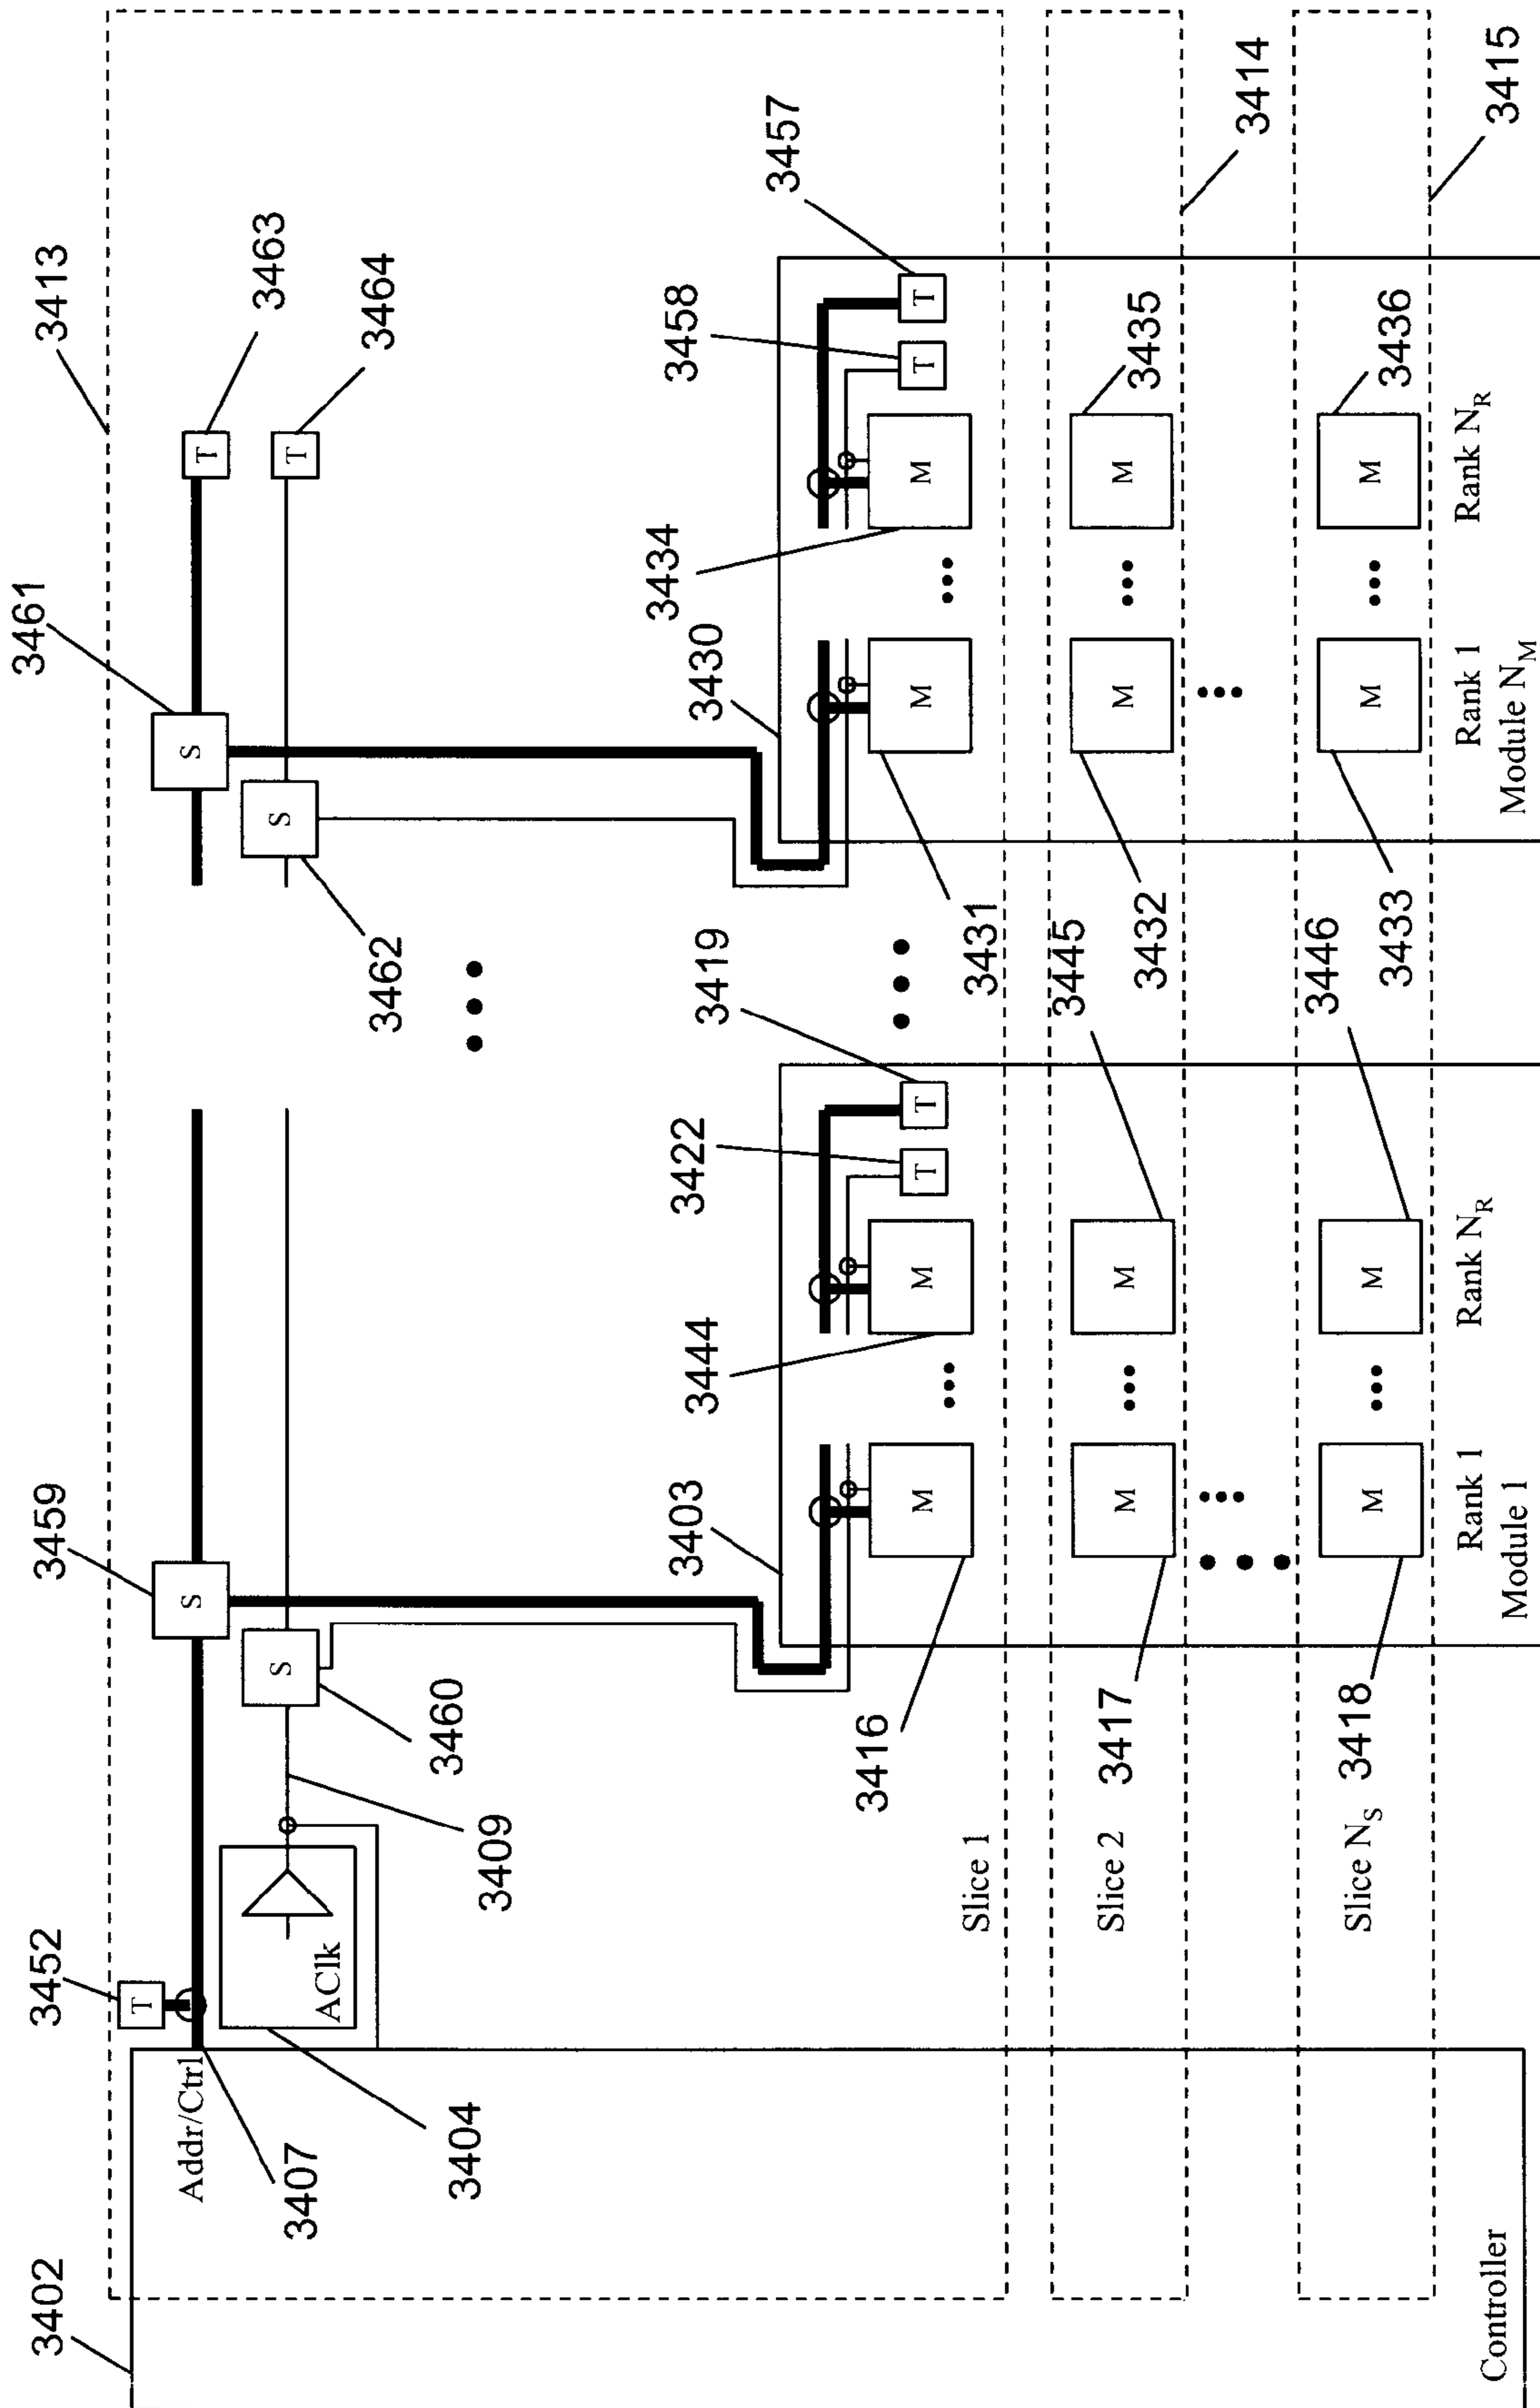 3402
3452
3459
3461
3413
Addr/Ctrl
T
S
S
T
3463
3407
AClk
S
S
T
3464
3404
3409
3460
3462
3403
3444
3422
3419
3430
3434
3458
3457
T
T
T
T
Slice 1
3416
M
M
3431
M
M
Slice 2
3417
M
M
3445
3432
M
M
3435
3414
Slice NS
3418
M
M
3446
3433
M
M
3436
3415
Rank 1
Rank NR
Rank 1
Rank NR
Controller
Module 1
Module NM